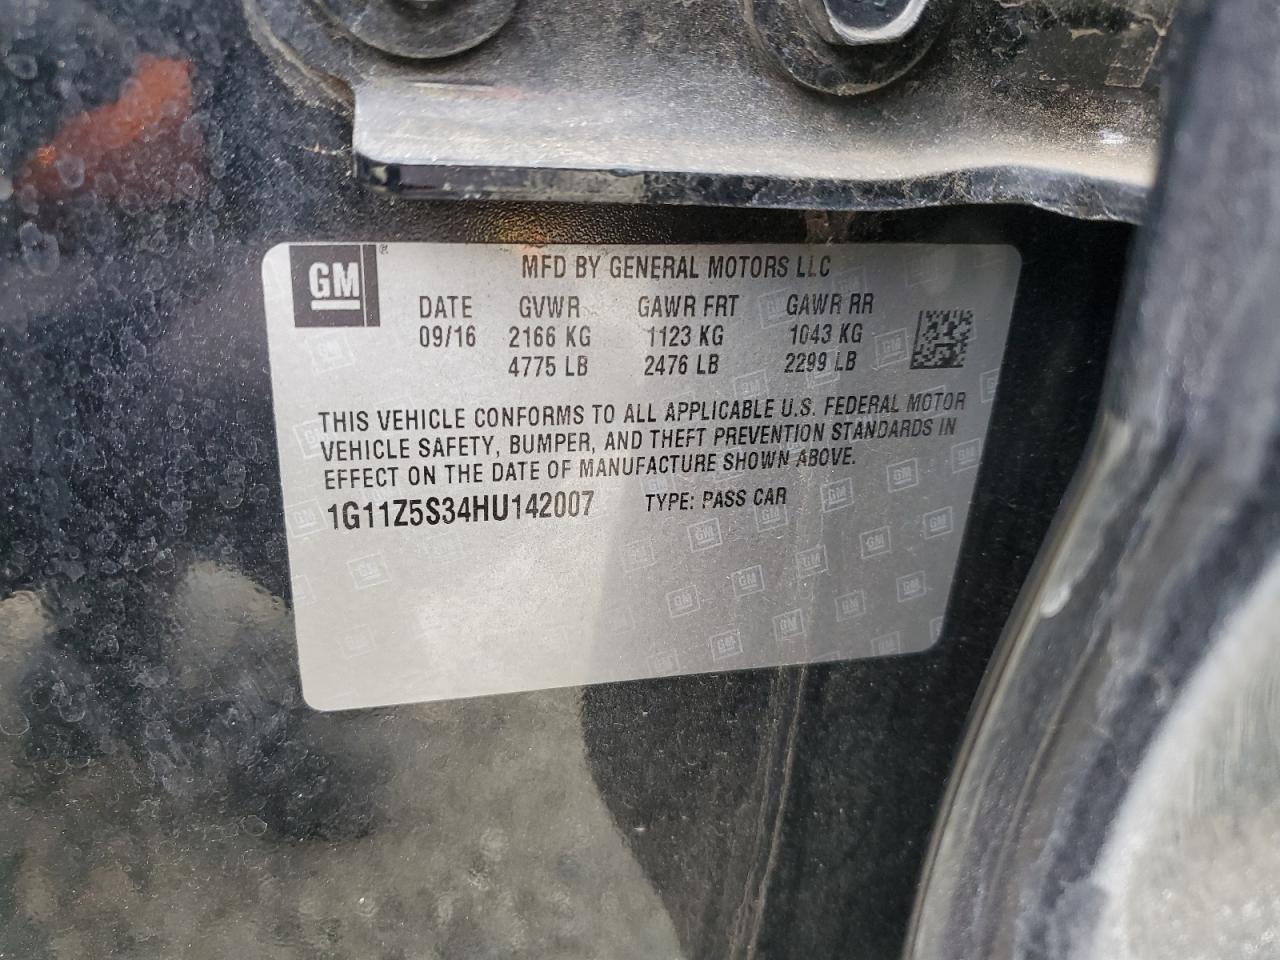 GM®
MFD BY GENERAL MOTORS LLC
DATE GVWR GAWR FRT GAWR RR
09/16 2166 KG 1123 KG 1043 KG
4775 LB 2476 LB 2299 LB
THIS VEHICLE CONFORMS TO ALL APPLICABLE U.S. FEDERAL MOTOR
VEHICLE SAFETY, BUMPER, AND THEFT PREVENTION STANDARDS IN
EFFECT ON THE DATE OF MANUFACTURE SHOWN ABOVE.
1G11Z5S34HU142007 TYPE: PASS CAR